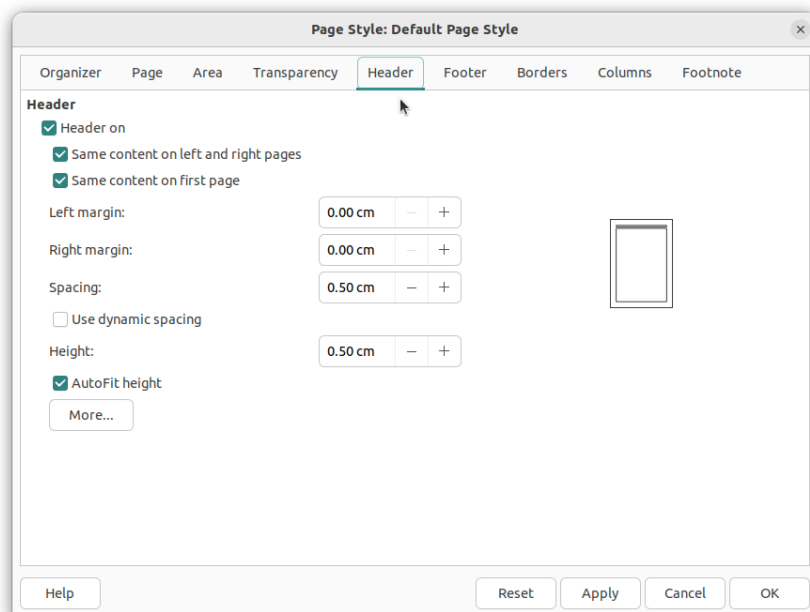 Page Style: Default Page Style
Organizer Page Area Transparency Header Footer Borders Columns Footnote
Header
Header on
Same content on left and right pages
Same content on first page
Left margin: 0.00 cm
Right margin: 0.00 cm
Spacing: 0.50 cm
Use dynamic spacing
Height: 0.50 cm
AutoFit height
More...
Help Reset Apply Cancel OK